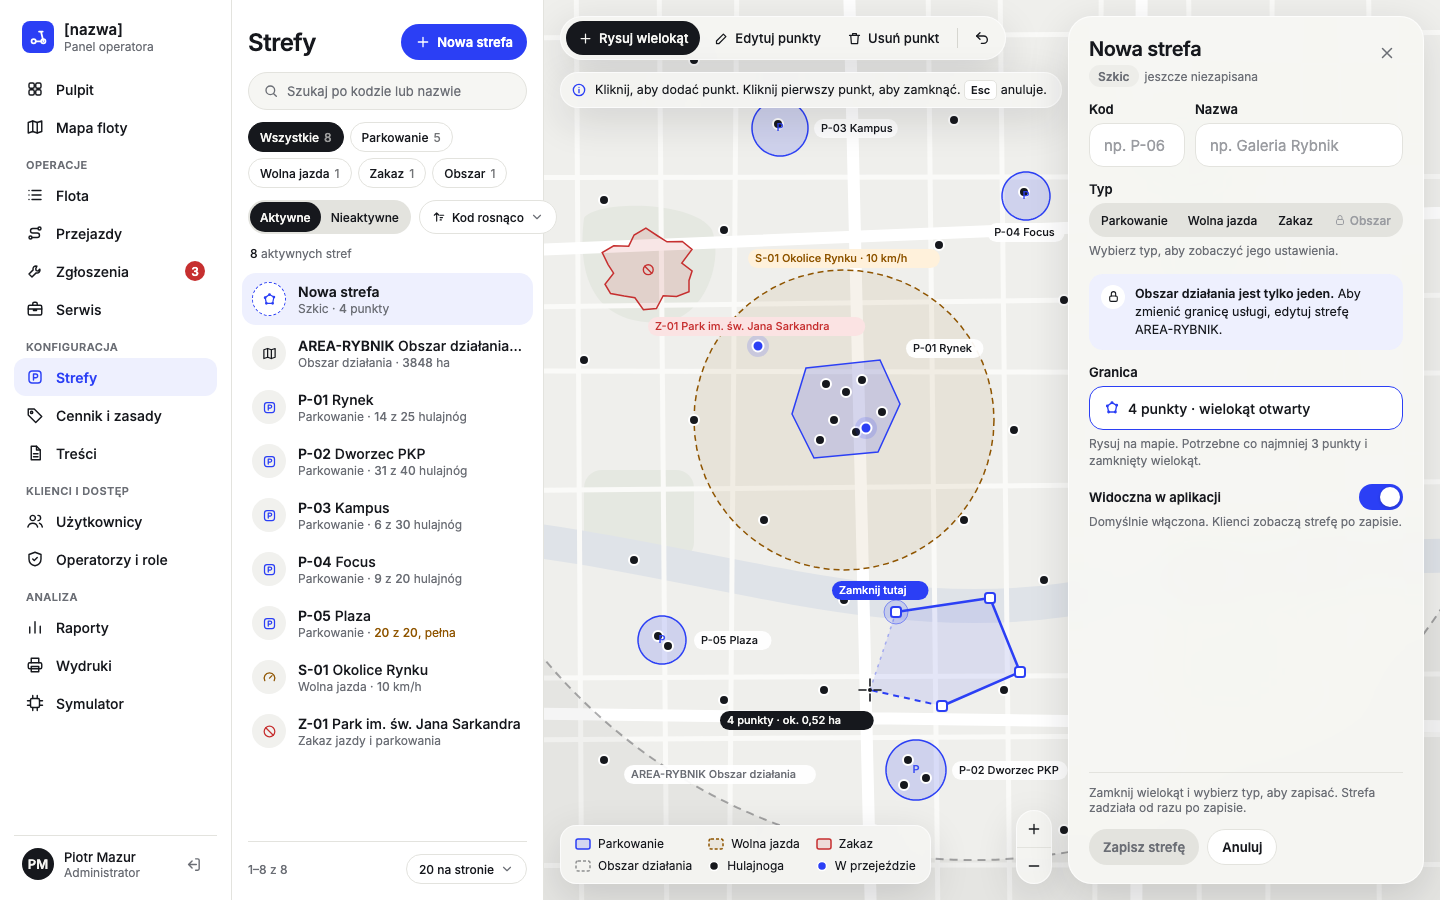 [nazwa]
Panel operatora
Pulpit
Mapa floty
OPERACJE
Flota
Przejazdy
Zgłoszenia 3
Serwis
KONFIGURACJA
Strefy
Cennik i zasady
Treści
KLIENCI I DOSTĘP
Użytkownicy
Operatorzy i role
ANALIZA
Raporty
Wydruki
Symulator
PM
Piotr Mazur
Administrator
Strefy
Nowa strefa
Szukaj po kodzie lub nazwie
Wszystkie 8
Parkowanie 5
Wolna jazda 1
Zakaz 1
Obszar 1
Aktywne
Nieaktywne
Kod rosnąco
8 aktywnych stref
Nowa strefa
Szkic · 4 punkty
AREA-RYBNIK Obszar działania...
Obszar działania · 3848 ha
P-01 Rynek
Parkowanie · 14 z 25 hulajnóg
P-02 Dworzec PKP
Parkowanie · 31 z 40 hulajnóg
P-03 Kampus
Parkowanie · 6 z 30 hulajnóg
P-04 Focus
Parkowanie · 9 z 20 hulajnóg
P-05 Plaza
Parkowanie · 20 z 20, pełna
S-01 Okolice Rynku
Wolna jazda · 10 km/h
Z-01 Park im. św. Jana Sarkandra
Zakaz jazdy i parkowania
1–8 z 8
20 na stronie
Rysuj wielokąt
Edytuj punkty
Usuń punkt
Kliknij, aby dodać punkt. Kliknij pierwszy punkt, aby zamknąć. Esc anuluje.
P-03 Kampus
P-04 Focus
S-01 Okolice Rynku · 10 km/h
Z-01 Park im. św. Jana Sarkandra
P-01 Rynek
Zamknij tutaj
P-05 Plaza
4 punkty · ok. 0,52 ha
AREA-RYBNIK Obszar działania
P
P-02 Dworzec PKP
Parkowanie
Wolna jazda
Zakaz
Obszar działania
Hulajnoga
W przejeździe
+
−
Nowa strefa
Szkic jeszcze niezapisana
Kod
Nazwa
np. P-06
np. Galeria Rybnik
Typ
Parkowanie
Wolna jazda
Zakaz
Obszar
Wybierz typ, aby zobaczyć jego ustawienia.
Obszar działania jest tylko jeden. Aby
zmienić granicę usługi, edytuj strefę
AREA-RYBNIK.
Granica
4 punkty · wielokąt otwarty
Rysuj na mapie. Potrzebne co najmniej 3 punkty i
zamknięty wielokąt.
Widoczna w aplikacji
Domyślnie włączona. Klienci zobaczą strefę po zapisie.
Zamknij wielokąt i wybierz typ, aby zapisać. Strefa
zadziała od razu po zapisie.
Zapisz strefę
Anuluj